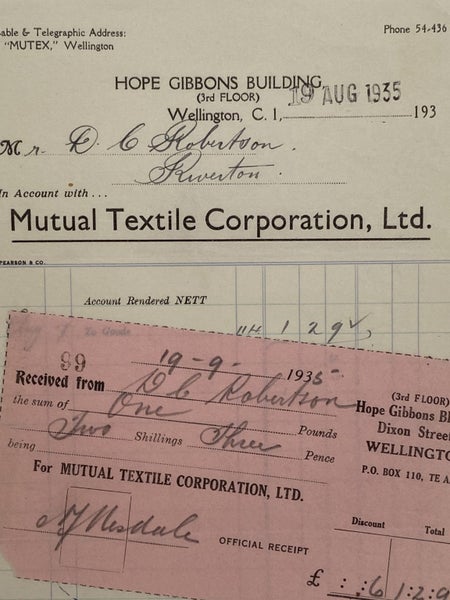 able & Telegraphic Address:
"MUTEX," Wellington
Phone 54-436
HOPE GIBBONS BUILDING
(3rd FLOOR)
19 AUG 1935
Wellington, C. 1, 193
Mr. D C Robertson.
Riverton.
In Account with . . .
Mutual Textile Corporation, Ltd.
PEARSON & CO.
Account Rendered NETT
1 2 9
To Goods
99
19-9- 1935
Received from D C Robertson
the sum of One Pounds
Two Shillings Three Pence
being
For MUTUAL TEXTILE CORPORATION, LTD.
OFFICIAL RECEIPT
(3rd FLOOR)
Hope Gibbons B
Dixon Stree
WELLINGTO
P.O. BOX 110, TE A
Discount Total
£ : : 6 1 : 2 : 9